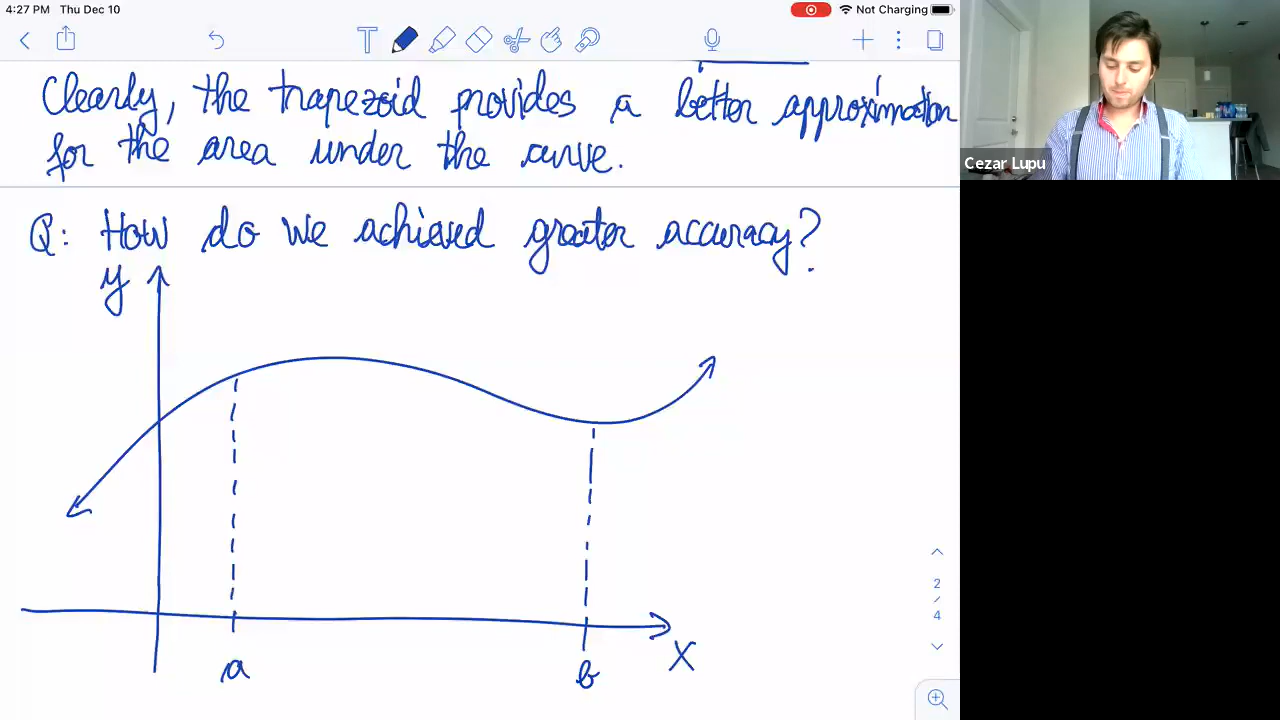 4:27 PM Thu Dec 10
Not Charging
T
Clearly, the trapezoid provides a better approximation
for the area under the curve.
Cezar Lupu
Q: How do we achieved greater accuracy?
y
2
/
4
X
a
b